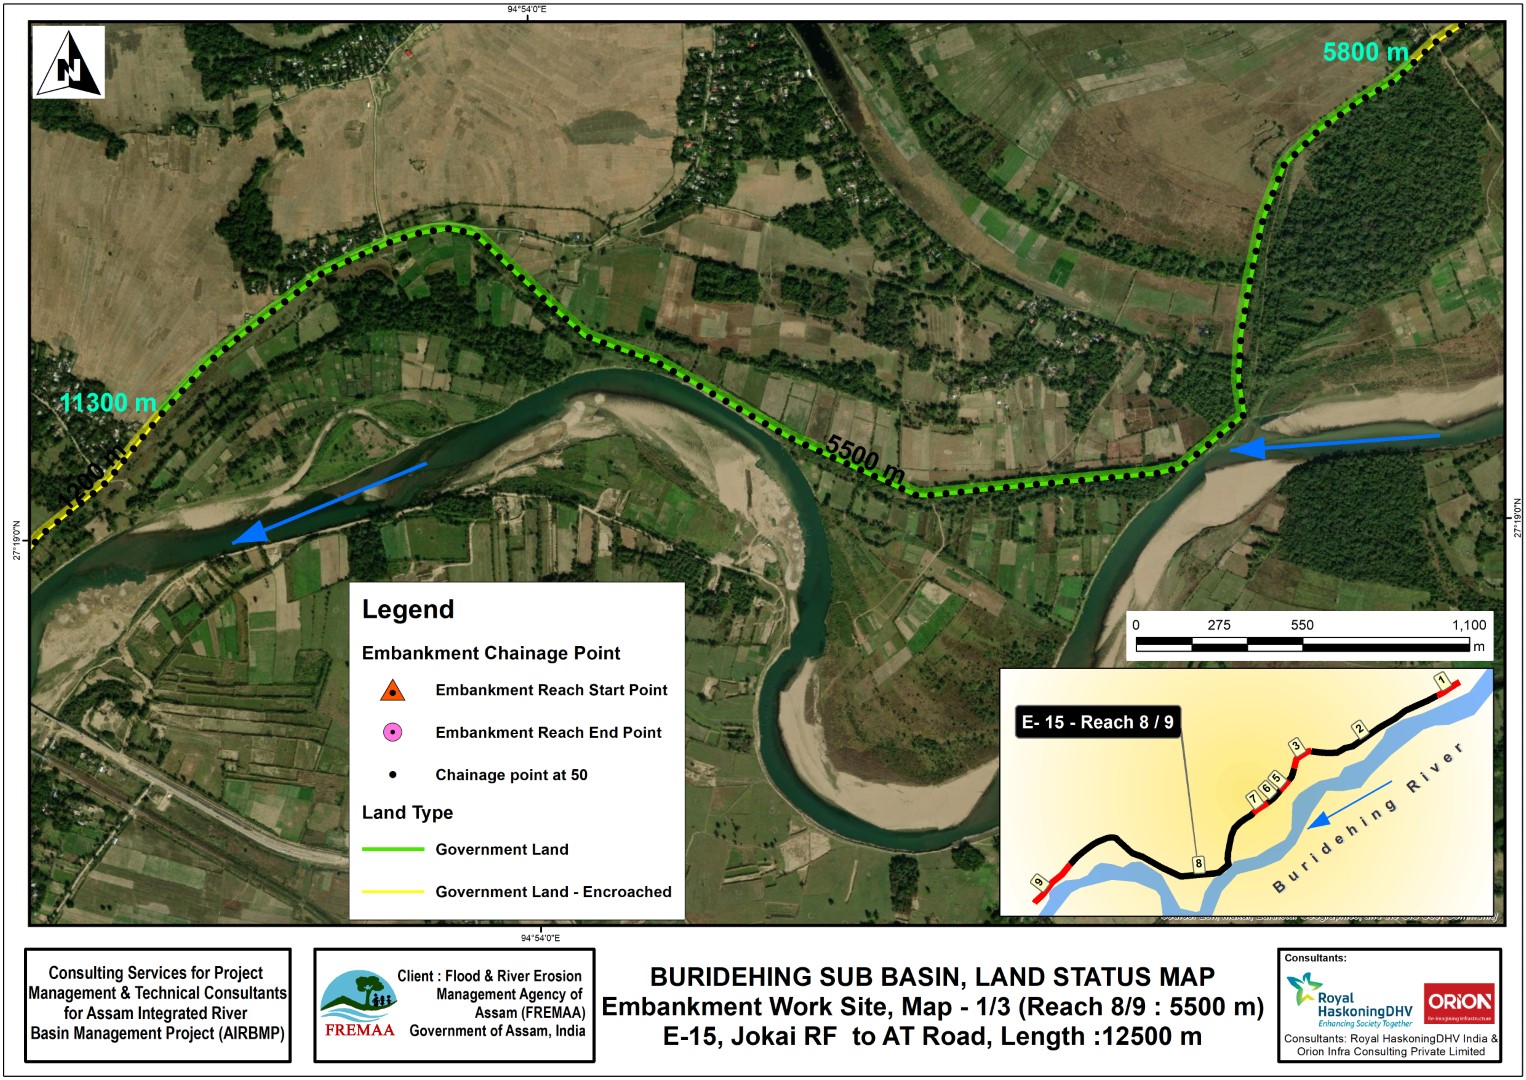 94°54'0"E
N
5800 m
11300 m
5500 m
27°19'0"N
27°19'0"N
Legend
Embankment Chainage Point
Embankment Reach Start Point
Embankment Reach End Point
Chainage point at 50
Land Type
Government Land
Government Land - Encroached
0 275 550 1,100
m
E- 15 - Reach 8 / 9
1
2
3
5
6
7
8
9
Buridehing River
94°54'0"E
Consulting Services for Project
Management & Technical Consultants
for Assam Integrated River
Basin Management Project (AIRBMP)
FREMAA
Client : Flood & River Erosion
Management Agency of
Assam (FREMAA)
Government of Assam, India
BURIDEHING SUB BASIN, LAND STATUS MAP
Embankment Work Site, Map - 1/3 (Reach 8/9 : 5500 m)
E-15, Jokai RF to AT Road, Length :12500 m
Consultants:
Royal
HaskoningDHV
Enhancing Society Together
ORION
Re-imagining infrastructure
Consultants: Royal HaskoningDHV India &
Orion Infra Consulting Private Limited